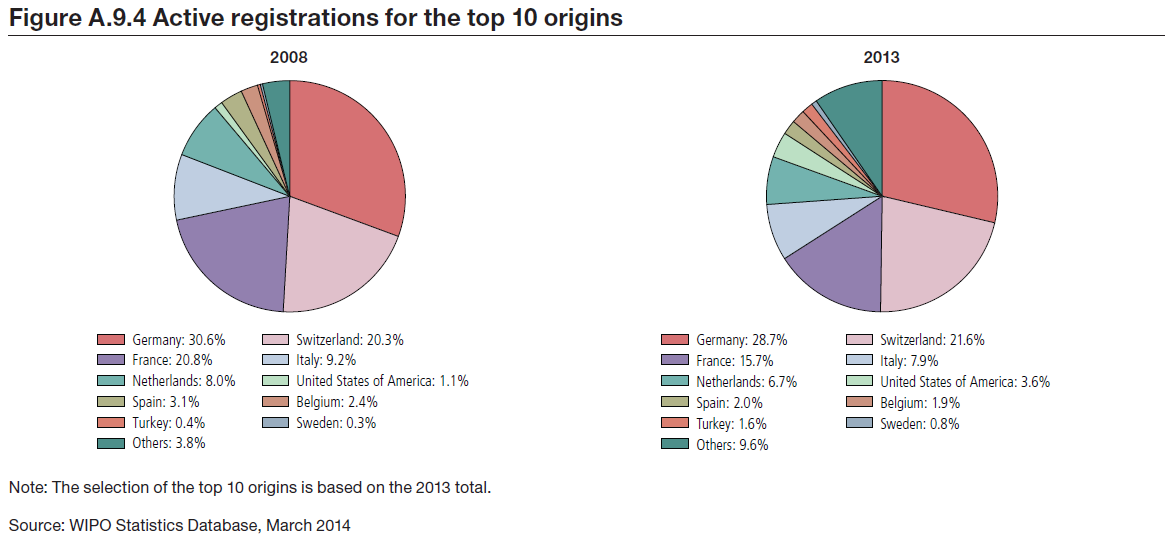 Figure A.9.4 Active registrations for the top 10 origins
2008
Germany: 30.6% Switzerland: 20.3%
France: 20.8% Italy: 9.2%
Netherlands: 8.0% United States of America: 1.1%
Spain: 3.1% Belgium: 2.4%
Turkey: 0.4% Sweden: 0.3%
Others: 3.8%
2013
Germany: 28.7% Switzerland: 21.6%
France: 15.7% Italy: 7.9%
Netherlands: 6.7% United States of America: 3.6%
Spain: 2.0% Belgium: 1.9%
Turkey: 1.6% Sweden: 0.8%
Others: 9.6%
Note: The selection of the top 10 origins is based on the 2013 total.
Source: WIPO Statistics Database, March 2014